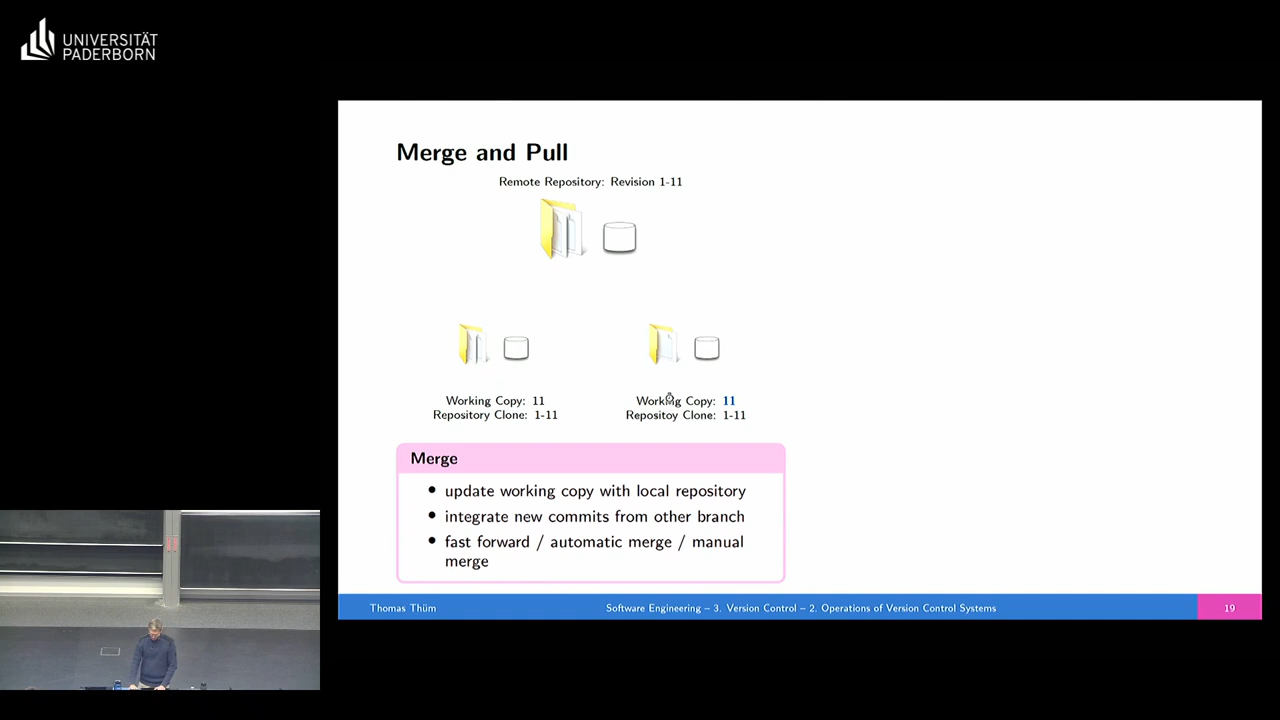 UNIVERSITÄT
PADERBORN
Merge and Pull
Remote Repository: Revision 1-11
Working Copy: 11
Repository Clone: 1-11
Working Copy: 11
Repositoy Clone: 1-11
Merge
• update working copy with local repository
• integrate new commits from other branch
• fast forward / automatic merge / manual
merge
Thomas Thüm
Software Engineering – 3. Version Control – 2. Operations of Version Control Systems
19